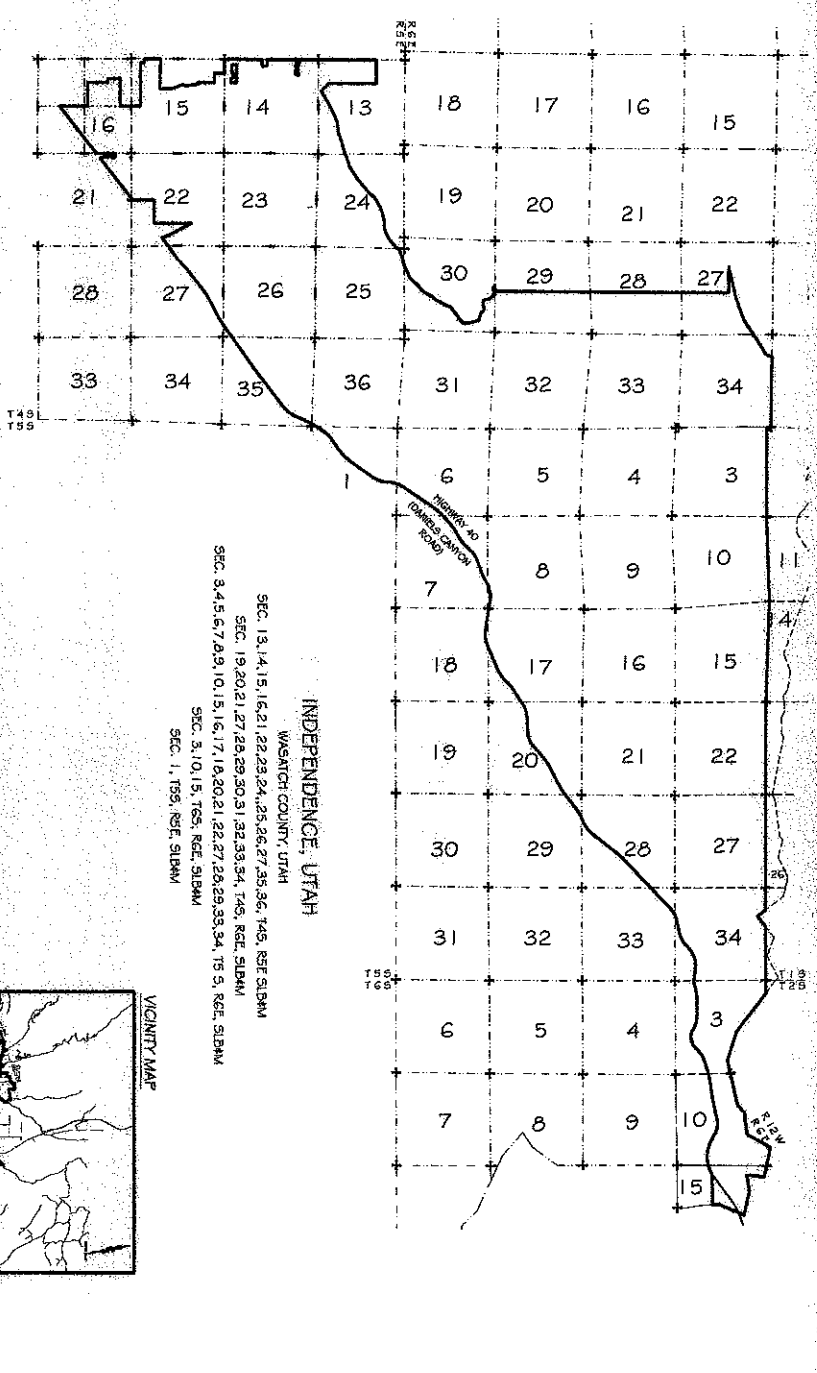 R5E R6E
18 17 16 15
16 15 14 13
21 22 23 24 19 20 21 22
28 27 26 25 30 29 28 27
33 34 35 36 31 32 33 34
T4S
T5S
1 6 5 4 3
HIGHWAY 40
(DANIELS CANYON
ROAD)
7 8 9 10 11
14
18 17 16 15
19 20 21 22
30 29 28 27 26
31 32 33 34
T5S
T6S
T1S
T2S
6 5 4 3
7 8 9 10
R12W
R6E
15
INDEPENDENCE, UTAH
WASATCH COUNTY, UTAH
SEC. 13,14,15,16,21,22,23,24,25,26,27,35,36, T4S, R5E SLB&M
SEC. 19,20,21,27,28,29,30,31,32,33,34, T4S, R6E, SLB&M
SEC. 3,4,5,6,7,8,9,10,15,16,17,18,20,21,22,27,28,29,33,34, T5 S, R6E, SLB&M
SEC. 3,10,15, T6S, R6E, SLB&M
SEC. 1, T5S, R5E, SLB&M
VICINITY MAP